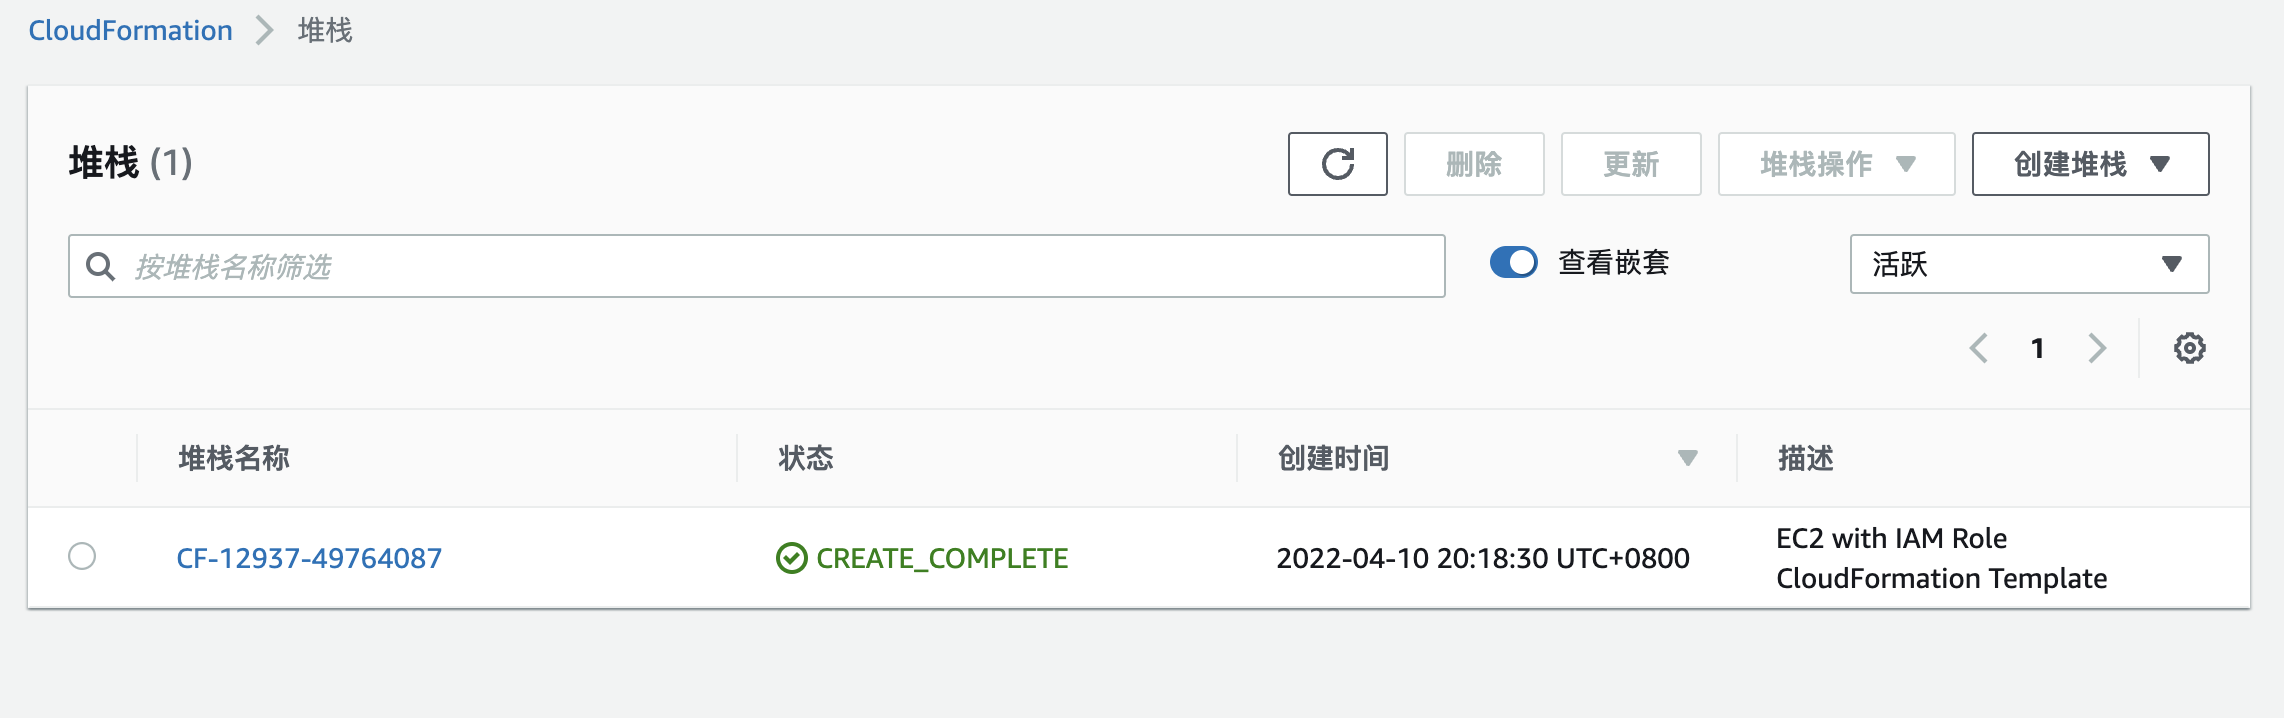 CloudFormation 堆栈
堆栈 (1)
删除 更新 堆栈操作 创建堆栈
按堆栈名称筛选 查看嵌套 活跃
1
堆栈名称 状态 创建时间 描述
CF-12937-49764087 CREATE_COMPLETE 2022-04-10 20:18:30 UTC+0800 EC2 with IAM Role
CloudFormation Template